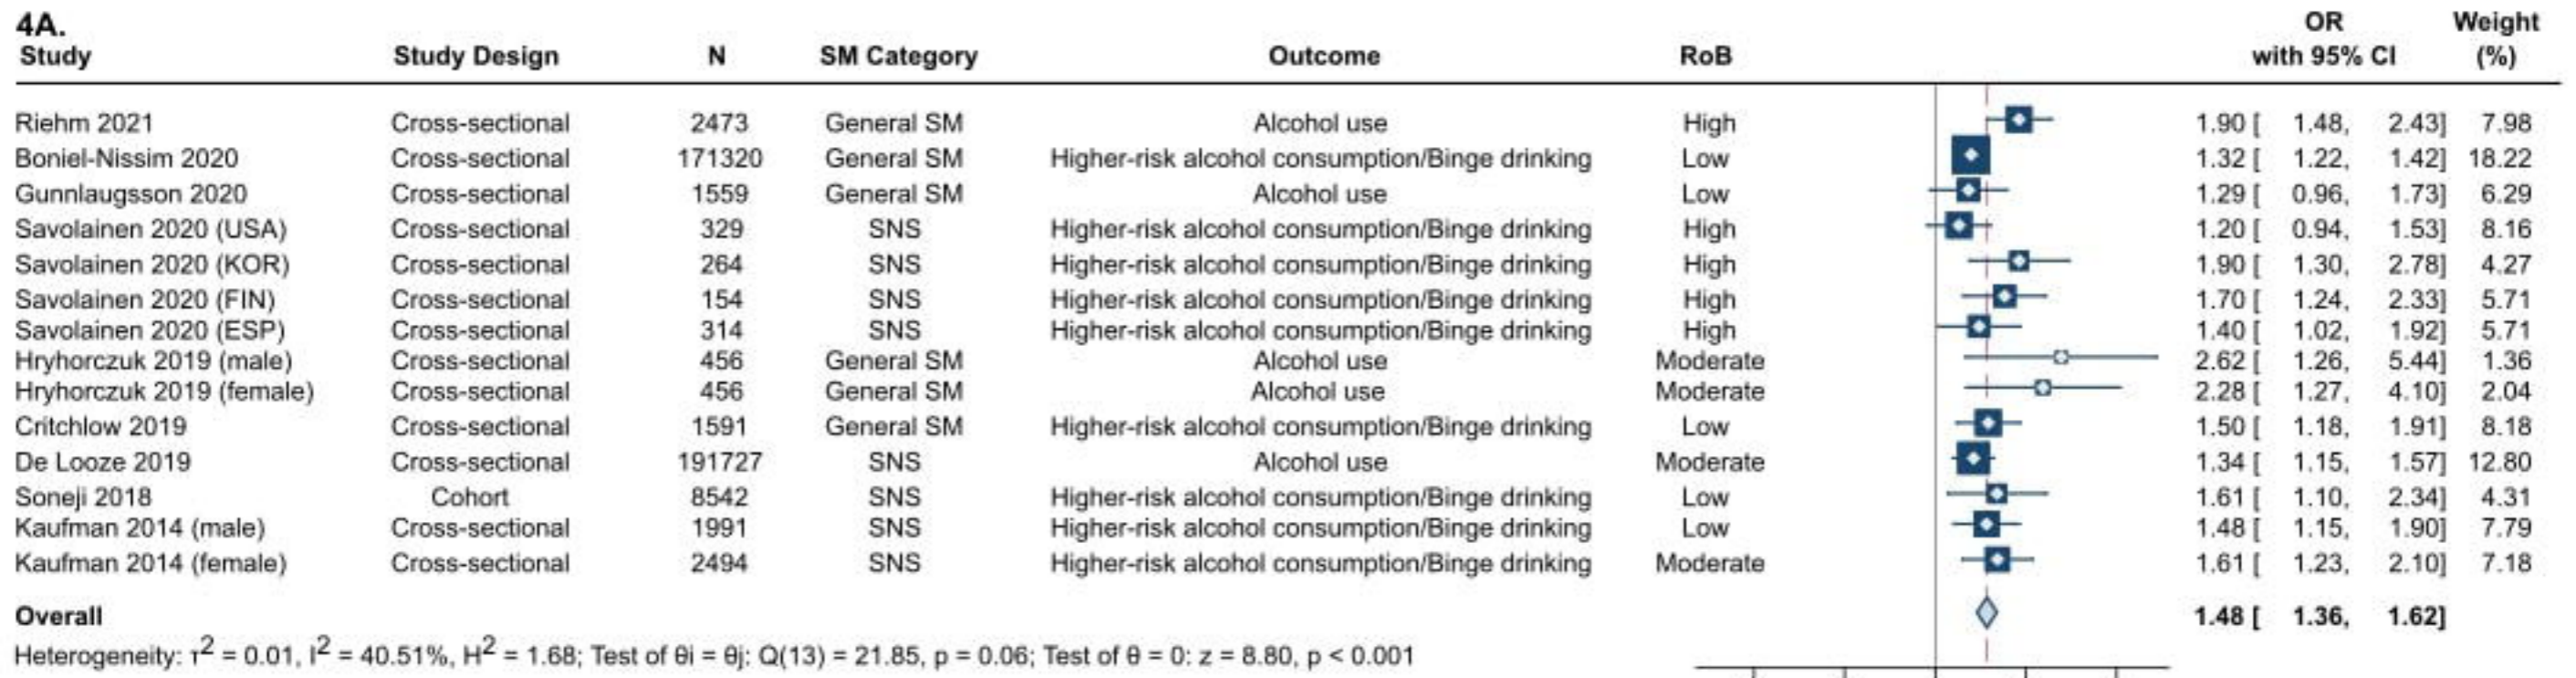 4A.
OR Weight
Study Study Design N SM Category Outcome RoB with 95% CI (%)
Riehm 2021 Cross-sectional 2473 General SM Alcohol use High 1.90 [ 1.48, 2.43] 7.98
Boniel-Nissim 2020 Cross-sectional 171320 General SM Higher-risk alcohol consumption/Binge drinking Low 1.32 [ 1.22, 1.42] 18.22
Gunnlaugsson 2020 Cross-sectional 1559 General SM Alcohol use Low 1.29 [ 0.96, 1.73] 6.29
Savolainen 2020 (USA) Cross-sectional 329 SNS Higher-risk alcohol consumption/Binge drinking High 1.20 [ 0.94, 1.53] 8.16
Savolainen 2020 (KOR) Cross-sectional 264 SNS Higher-risk alcohol consumption/Binge drinking High 1.90 [ 1.30, 2.78] 4.27
Savolainen 2020 (FIN) Cross-sectional 154 SNS Higher-risk alcohol consumption/Binge drinking High 1.70 [ 1.24, 2.33] 5.71
Savolainen 2020 (ESP) Cross-sectional 314 SNS Higher-risk alcohol consumption/Binge drinking High 1.40 [ 1.02, 1.92] 5.71
Hryhorczuk 2019 (male) Cross-sectional 456 General SM Alcohol use Moderate 2.62 [ 1.26, 5.44] 1.36
Hryhorczuk 2019 (female) Cross-sectional 456 General SM Alcohol use Moderate 2.28 [ 1.27, 4.10] 2.04
Critchlow 2019 Cross-sectional 1591 General SM Higher-risk alcohol consumption/Binge drinking Low 1.50 [ 1.18, 1.91] 8.18
De Looze 2019 Cross-sectional 191727 SNS Alcohol use Moderate 1.34 [ 1.15, 1.57] 12.80
Soneji 2018 Cohort 8542 SNS Higher-risk alcohol consumption/Binge drinking Low 1.61 [ 1.10, 2.34] 4.31
Kaufman 2014 (male) Cross-sectional 1991 SNS Higher-risk alcohol consumption/Binge drinking Low 1.48 [ 1.15, 1.90] 7.79
Kaufman 2014 (female) Cross-sectional 2494 SNS Higher-risk alcohol consumption/Binge drinking Moderate 1.61 [ 1.23, 2.10] 7.18
Overall 1.48 [ 1.36, 1.62]
Heterogeneity: τ² = 0.01, I² = 40.51%, H² = 1.68; Test of θi = θj: Q(13) = 21.85, p = 0.06; Test of θ = 0: z = 8.80, p < 0.001